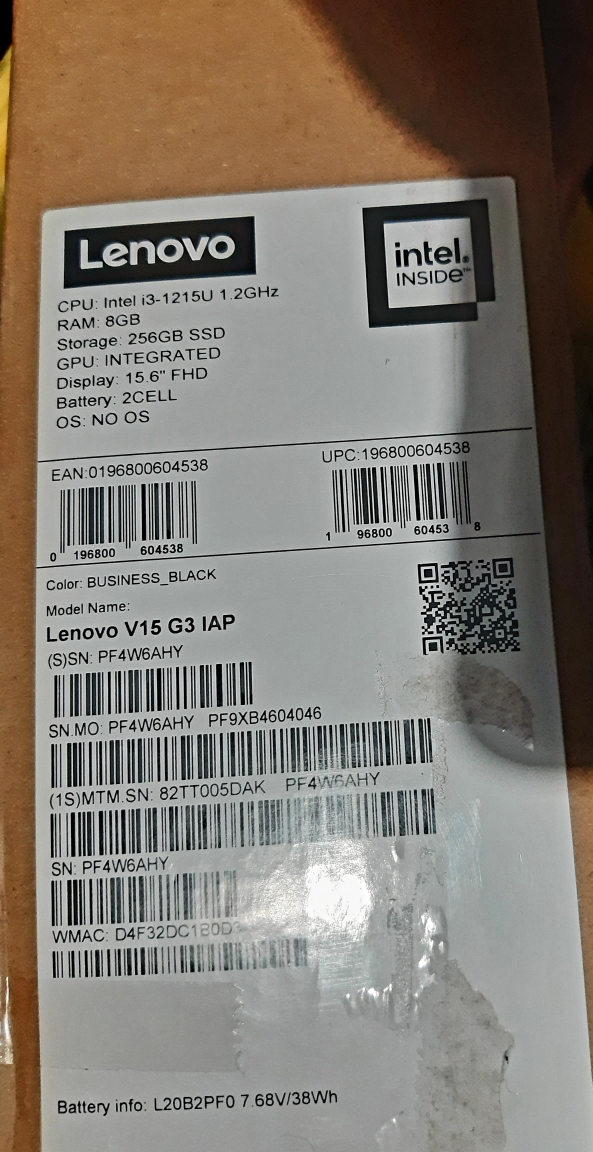 Lenovo
intel.
INSIDE™
CPU: Intel i3-1215U 1.2GHz
RAM: 8GB
Storage: 256GB SSD
GPU: INTEGRATED
Display: 15.6" FHD
Battery: 2CELL
OS: NO OS
EAN:0196800604538
UPC:196800604538
0 196800 604538
1 96800 60453 8
Color: BUSINESS_BLACK
Model Name:
Lenovo V15 G3 IAP
(S)SN: PF4W6AHY
SN.MO: PF4W6AHY PF9XB4604046
(1S)MTM.SN: 82TT005DAK PF4W6AHY
SN: PF4W6AHY
WMAC:
Battery info: L20B2PF0 7.68V/38Wh